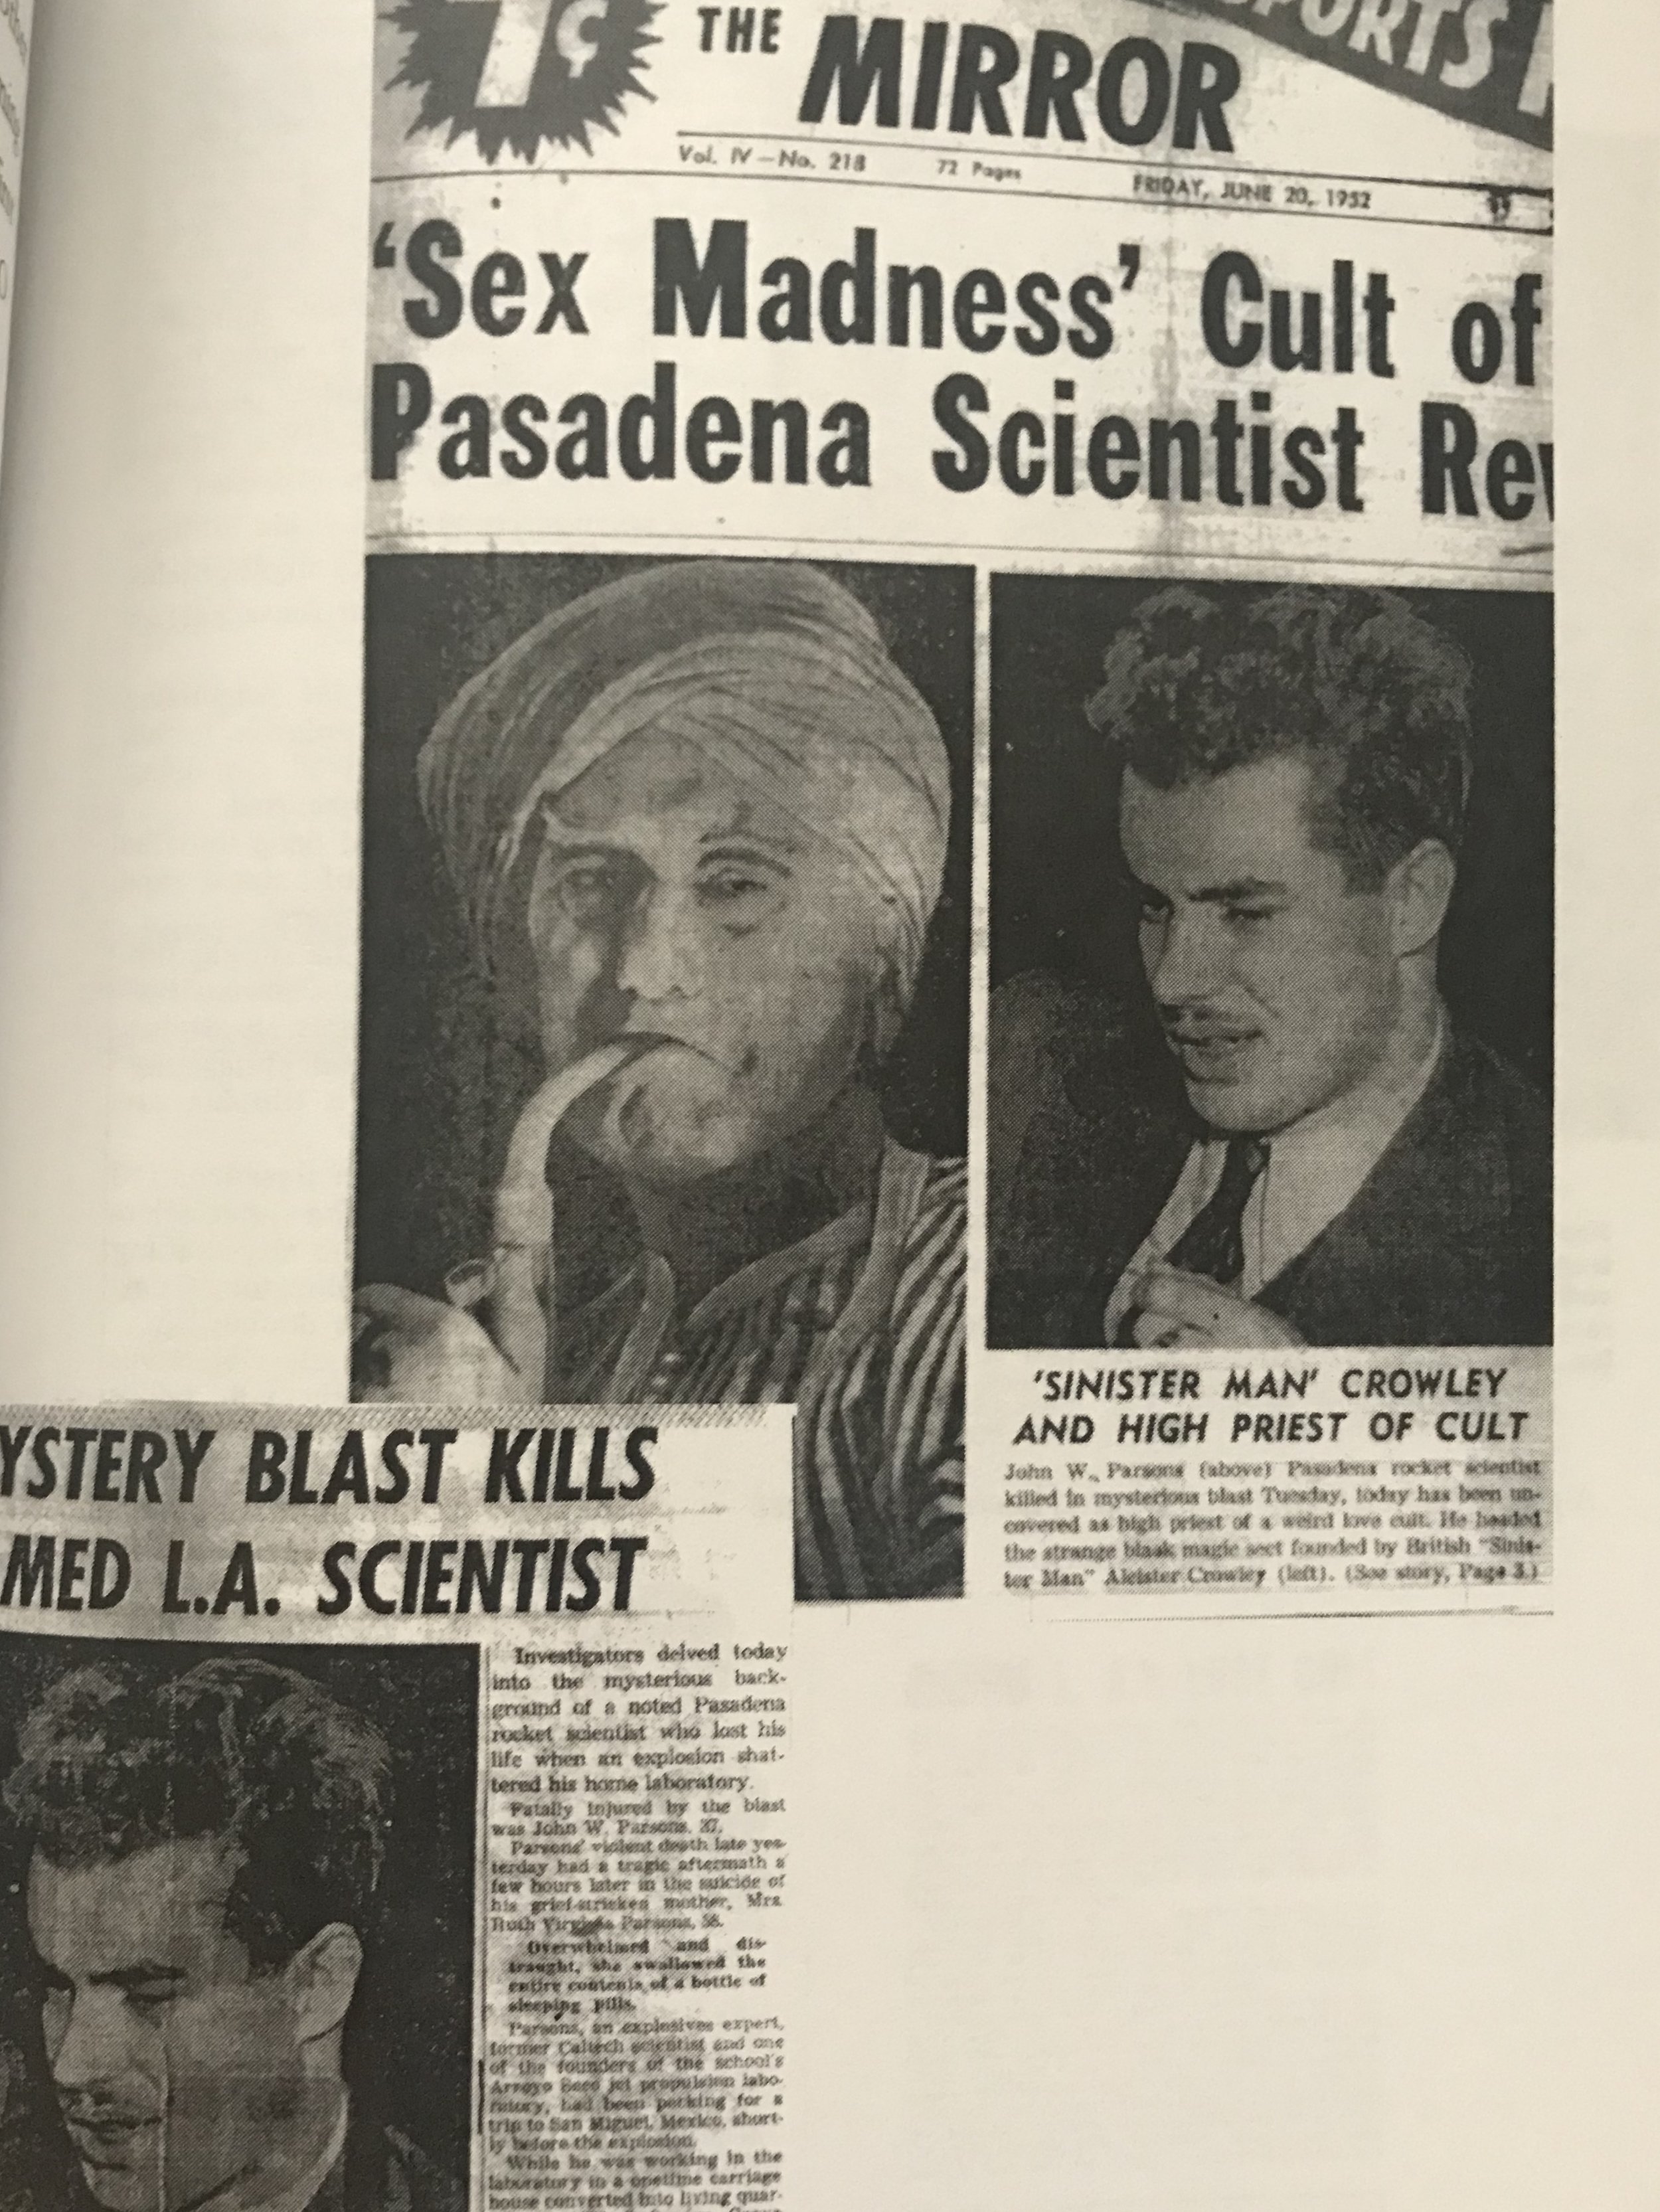 7¢
THE
MIRROR
SPORTS
Vol. IV—No. 218 72 Pages FRIDAY, JUNE 20, 1952
'Sex Madness' Cult of
Pasadena Scientist Rev
'SINISTER MAN' CROWLEY
AND HIGH PRIEST OF CULT
John W. Parsons (above) Pasadena rocket scientist
killed in mysterious blast Tuesday, today has been un-
covered as high priest of a weird love cult. He headed
the strange blaak magic sect founded by British "Sinis-
ter Man" Aleister Crowley (left). (See story, Page 3.)
YSTERY BLAST KILLS
MED L.A. SCIENTIST
Investigators delved today
into the mysterious back-
ground of a noted Pasadena
rocket scientist who lost his
life when an explosion shat-
tered his home laboratory.
Fatally injured by the blast
was John W. Parsons, 37.
Parsons' violent death late yes-
terday had a tragic aftermath a
few hours later in the suicide of
his grief-stricken mother, Mrs.
Ruth Virginia Parsons, 58.
Overwhelmed and dis-
traught, she swallowed the
entire contents of a bottle of
sleeping pills.
Parsons, an explosives expert,
former Caltech scientist and one
of the founders of the school's
Arroyo Seco jet propulsion labo-
ratory, had been packing for a
trip to San Miguel, Mexico, short-
ly before the explosion.
While he was working in the
laboratory in a onetime carriage
house converted into living quar-